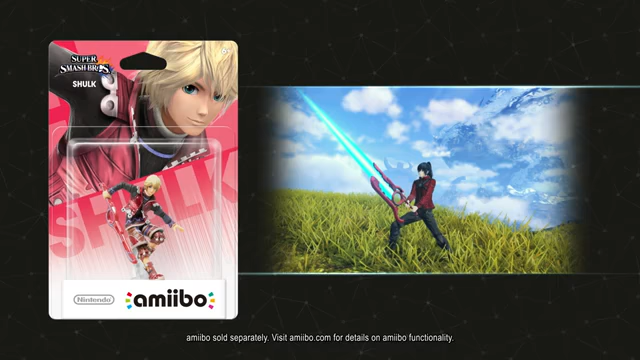 SUPER
SMASH BROS.
SHULK
SHULK
Nintendo
amiibo
amiibo sold separately. Visit amiibo.com for details on amiibo functionality.